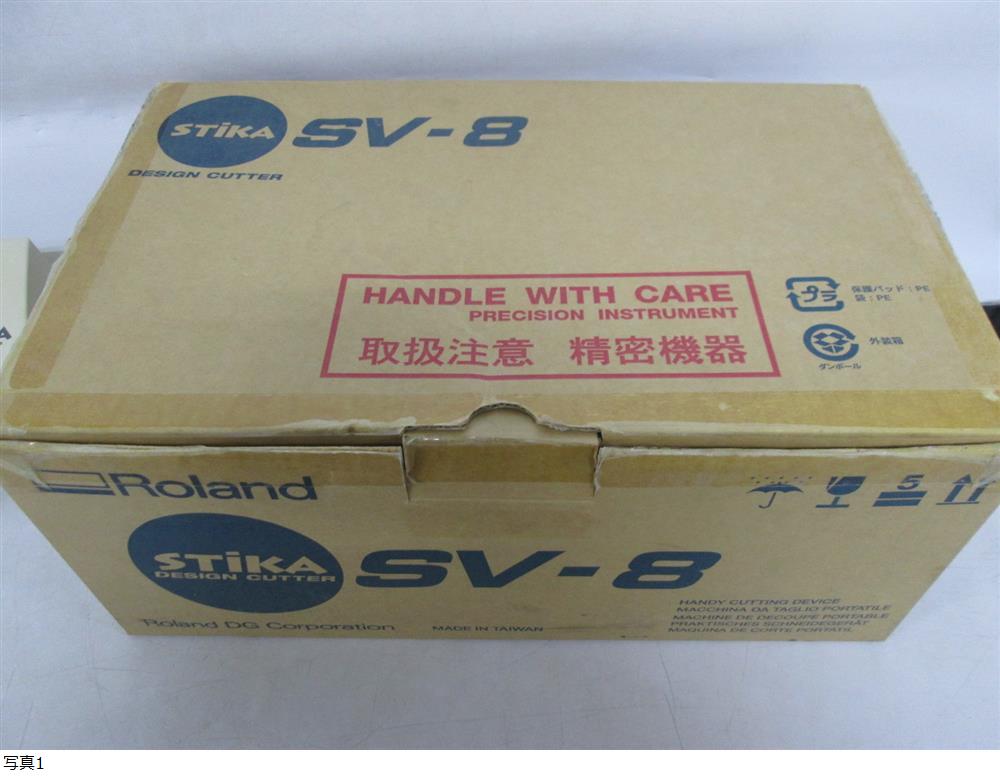 STiKA
SV-8
DESIGN CUTTER
HANDLE WITH CARE
PRECISION INSTRUMENT
取扱注意 精密機器
プラ
保護パッド:PE
袋:PE
外装箱
ダンボール
Roland
5
STiKA
DESIGN CUTTER
SV-8
HANDY CUTTING DEVICE
MACCHINA DA TAGLIO PORTATILE
MACHINE DE DECOUPE PORTABLE
PRAKTISCHES SCHNEIDEGERÄT
MAQUINA DE CORTE PORTATIL
Roland DG Corporation
MADE IN TAIWAN
A
写真1